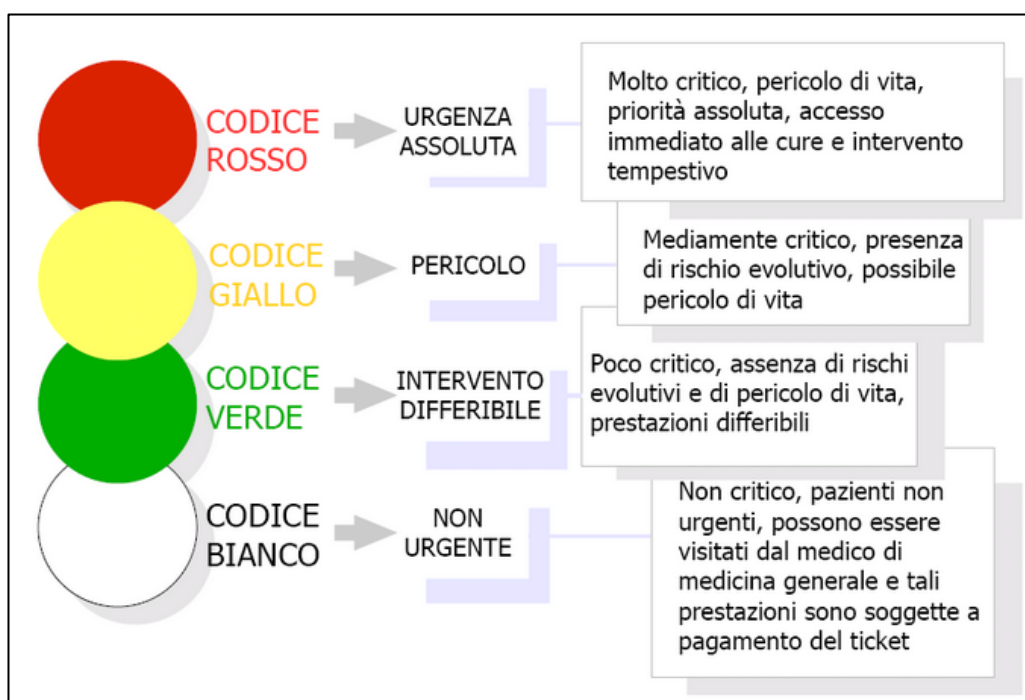 CODICE
ROSSO
URGENZA
ASSOLUTA
Molto critico, pericolo di vita,
priorità assoluta, accesso
immediato alle cure e intervento
tempestivo
CODICE
GIALLO
PERICOLO
Mediamente critico, presenza
di rischio evolutivo, possibile
pericolo di vita
CODICE
VERDE
INTERVENTO
DIFFERIBILE
Poco critico, assenza di rischi
evolutivi e di pericolo di vita,
prestazioni differibili
CODICE
BIANCO
NON
URGENTE
Non critico, pazienti non
urgenti, possono essere
visitati dal medico di
medicina generale e tali
prestazioni sono soggette a
pagamento del ticket